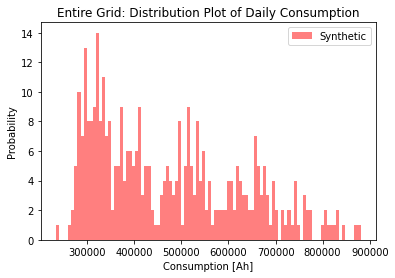 Entire Grid: Distribution Plot of Daily Consumption
Synthetic
Probability
14
12
10
8
6
4
2
0
300000 400000 500000 600000 700000 800000 900000
Consumption [Ah]